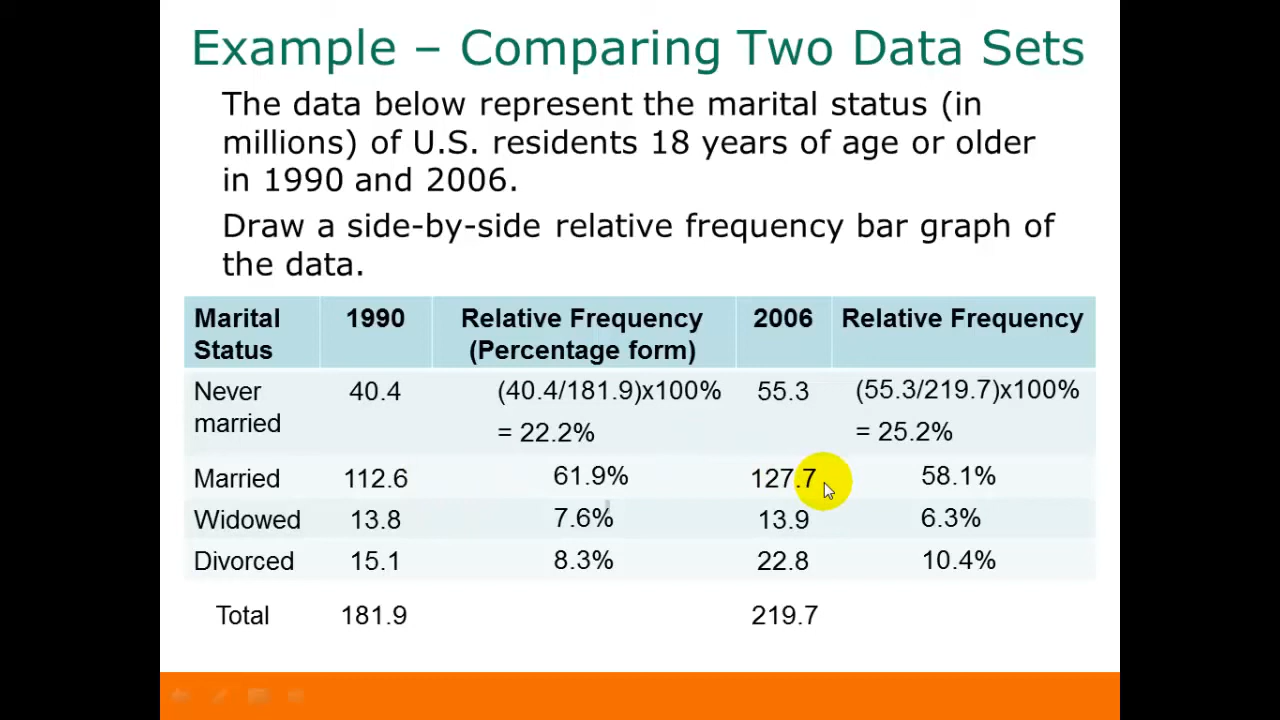 Example – Comparing Two Data Sets
The data below represent the marital status (in
millions) of U.S. residents 18 years of age or older
in 1990 and 2006.
Draw a side-by-side relative frequency bar graph of
the data.
Marital Status 1990 Relative Frequency (Percentage form) 2006 Relative Frequency
Never married 40.4 (40.4/181.9)x100% = 22.2% 55.3 (55.3/219.7)x100% = 25.2%
Married 112.6 61.9% 127.7 58.1%
Widowed 13.8 7.6% 13.9 6.3%
Divorced 15.1 8.3% 22.8 10.4%
Total 181.9 219.7